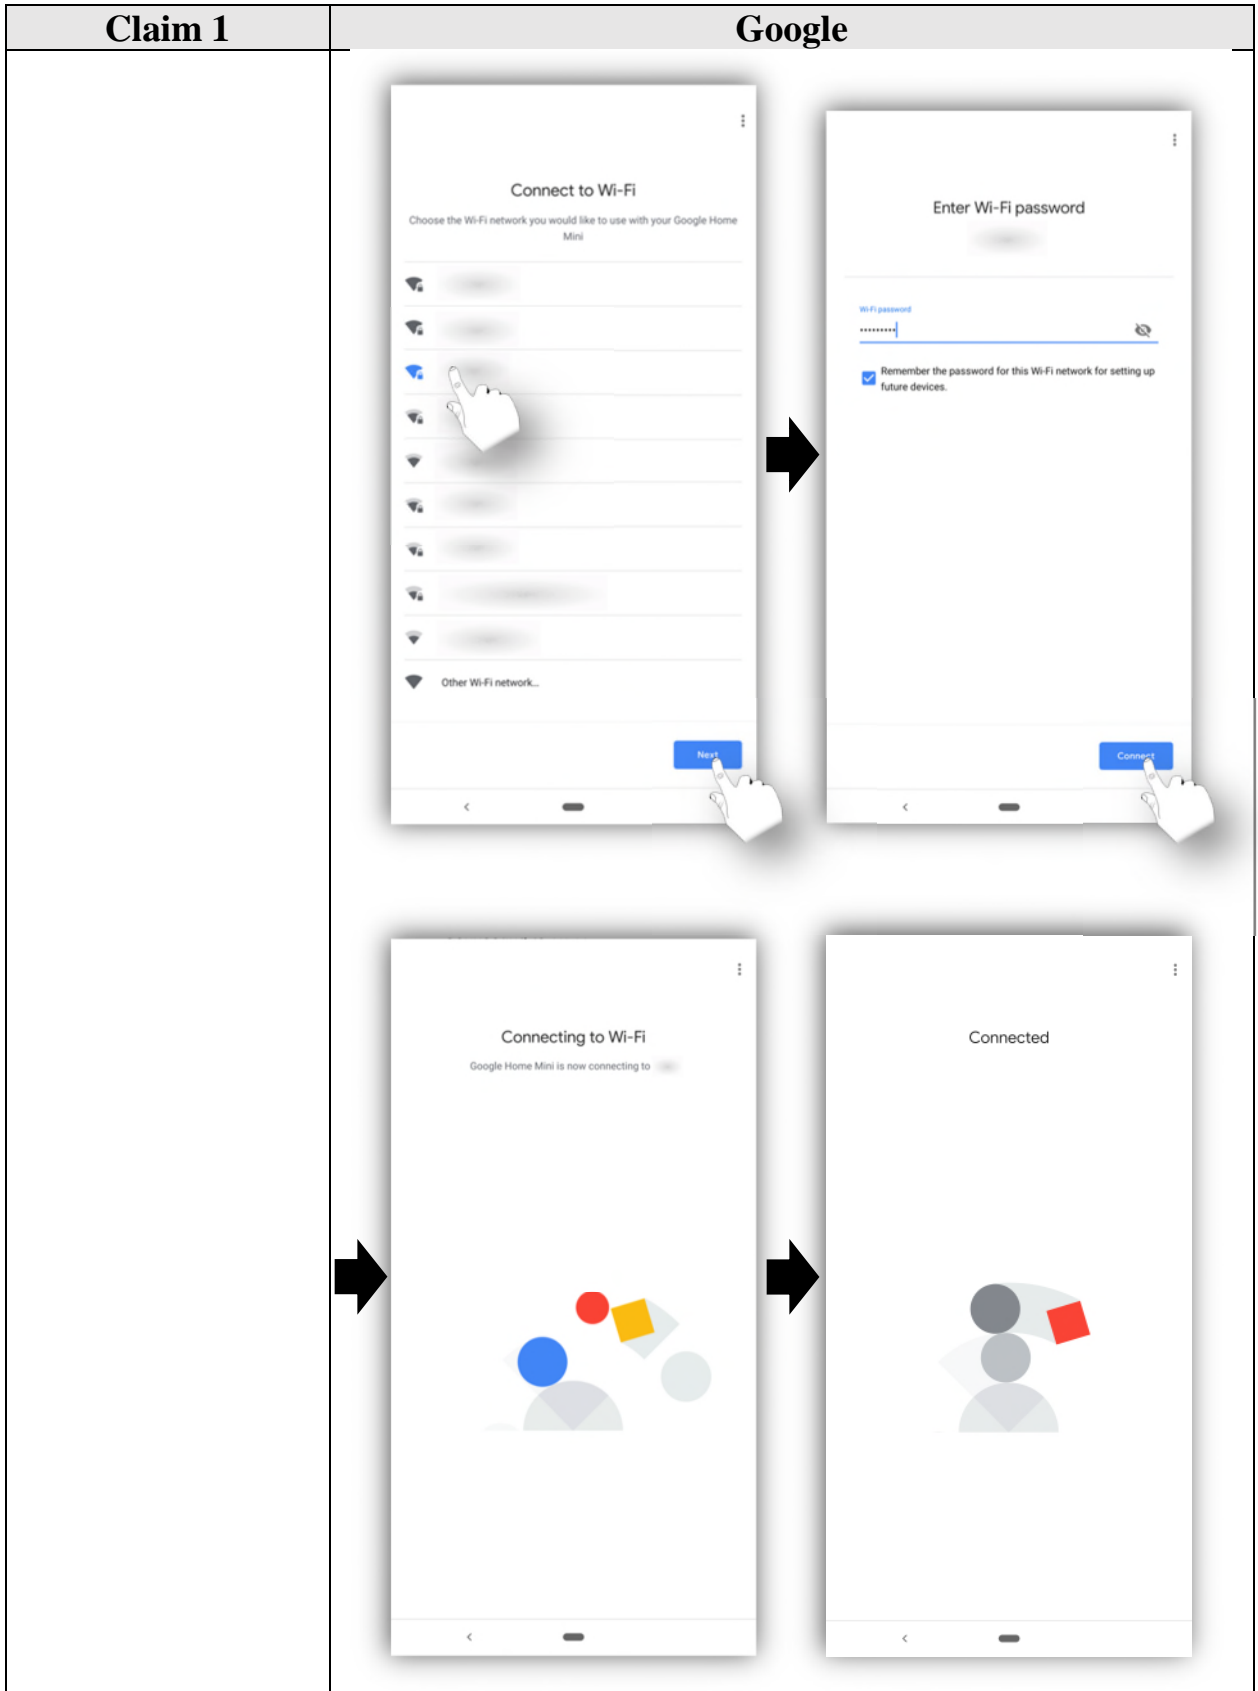 Claim 1
Google
Connect to Wi-Fi
Choose the Wi-Fi network you would like to use with your Google Home
Mini
Other Wi-Fi network...
Next
Enter Wi-Fi password
Wi-Fi password
Remember the password for this Wi-Fi network for setting up
future devices.
Connect
Connecting to Wi-Fi
Google Home Mini is now connecting to
Connected